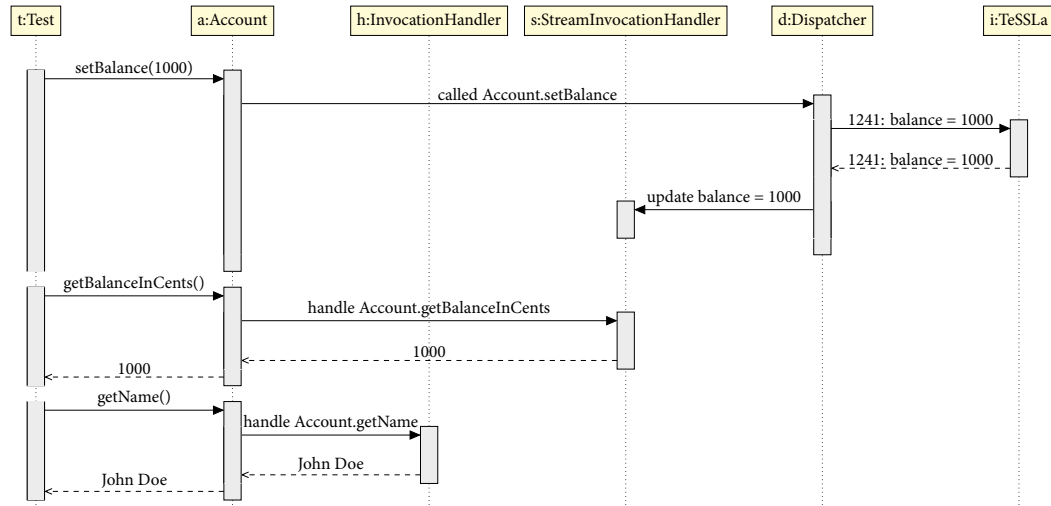 t:Test
a:Account
h:InvocationHandler
s:StreamInvocationHandler
d:Dispatcher
i:TeSSLa
setBalance(1000)
called Account.setBalance
1241: balance = 1000
1241: balance = 1000
update balance = 1000
getBalanceInCents()
handle Account.getBalanceInCents
1000
1000
getName()
handle Account.getName
John Doe
John Doe